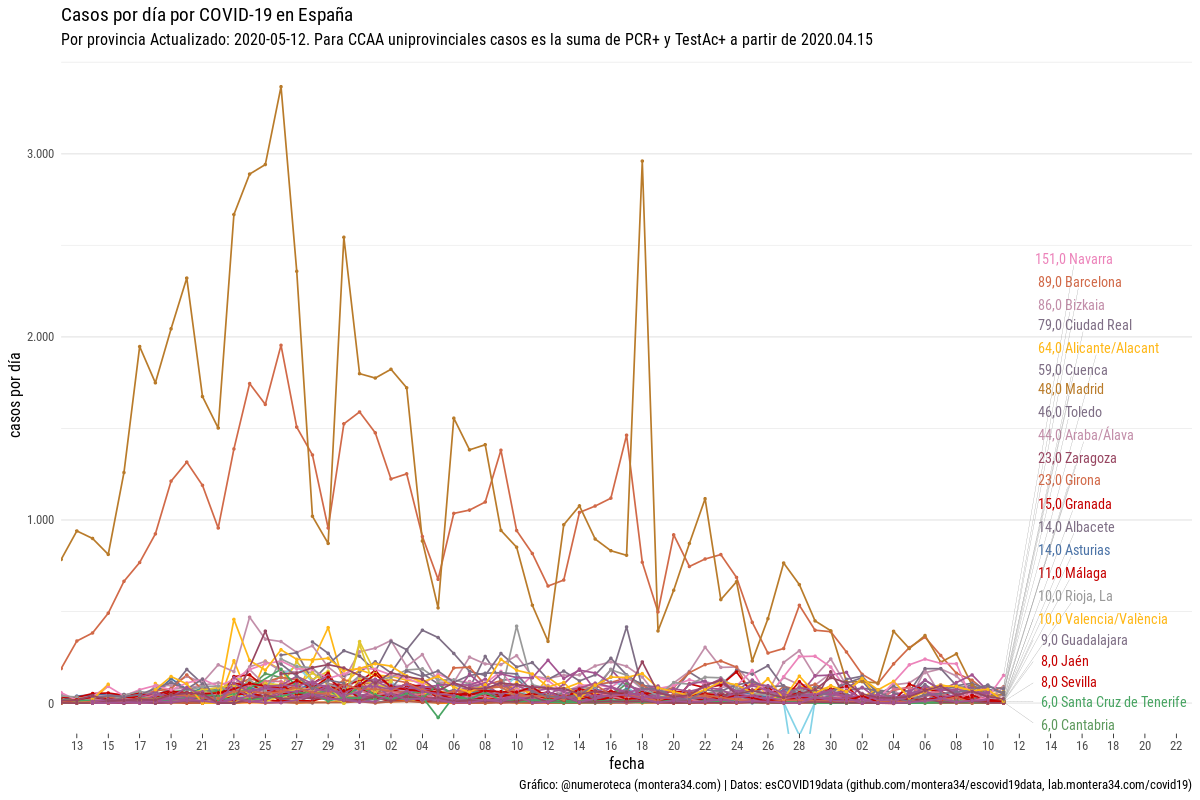 Casos por día por COVID-19 en España
Por provincia Actualizado: 2020-05-12. Para CCAA uniprovinciales casos es la suma de PCR+ y TestAc+ a partir de 2020.04.15
casos por día
3.000
2.000
1.000
0
151,0 Navarra
89,0 Barcelona
86,0 Bizkaia
79,0 Ciudad Real
64,0 Alicante/Alacant
59,0 Cuenca
48,0 Madrid
46,0 Toledo
44,0 Araba/Álava
23,0 Zaragoza
23,0 Girona
15,0 Granada
14,0 Albacete
14,0 Asturias
11,0 Málaga
10,0 Rioja, La
10,0 Valencia/València
9,0 Guadalajara
8,0 Jaén
8,0 Sevilla
6,0 Santa Cruz de Tenerife
6,0 Cantabria
13 15 17 19 21 23 25 27 29 31 02 04 06 08 10 12 14 16 18 20 22 24 26 28 30 02 04 06 08 10 12 14 16 18 20 22
fecha
Gráfico: @numeroteca (montera34.com) | Datos: esCOVID19data (github.com/montera34/escovid19data, lab.montera34.com/covid19)